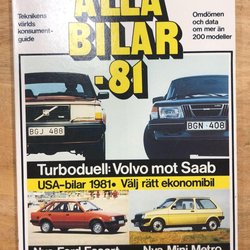 Teknikens
världs
konsument-
guide
ALLA
BILAR
-81
Omdömen
och data
om mer än
200 modeller
BGJ 488
BGN 408
Turboduell: Volvo mot Saab
USA-bilar 1981• Välj rätt ekonomibil
Nya Ford Escort
Nya Mini Metro